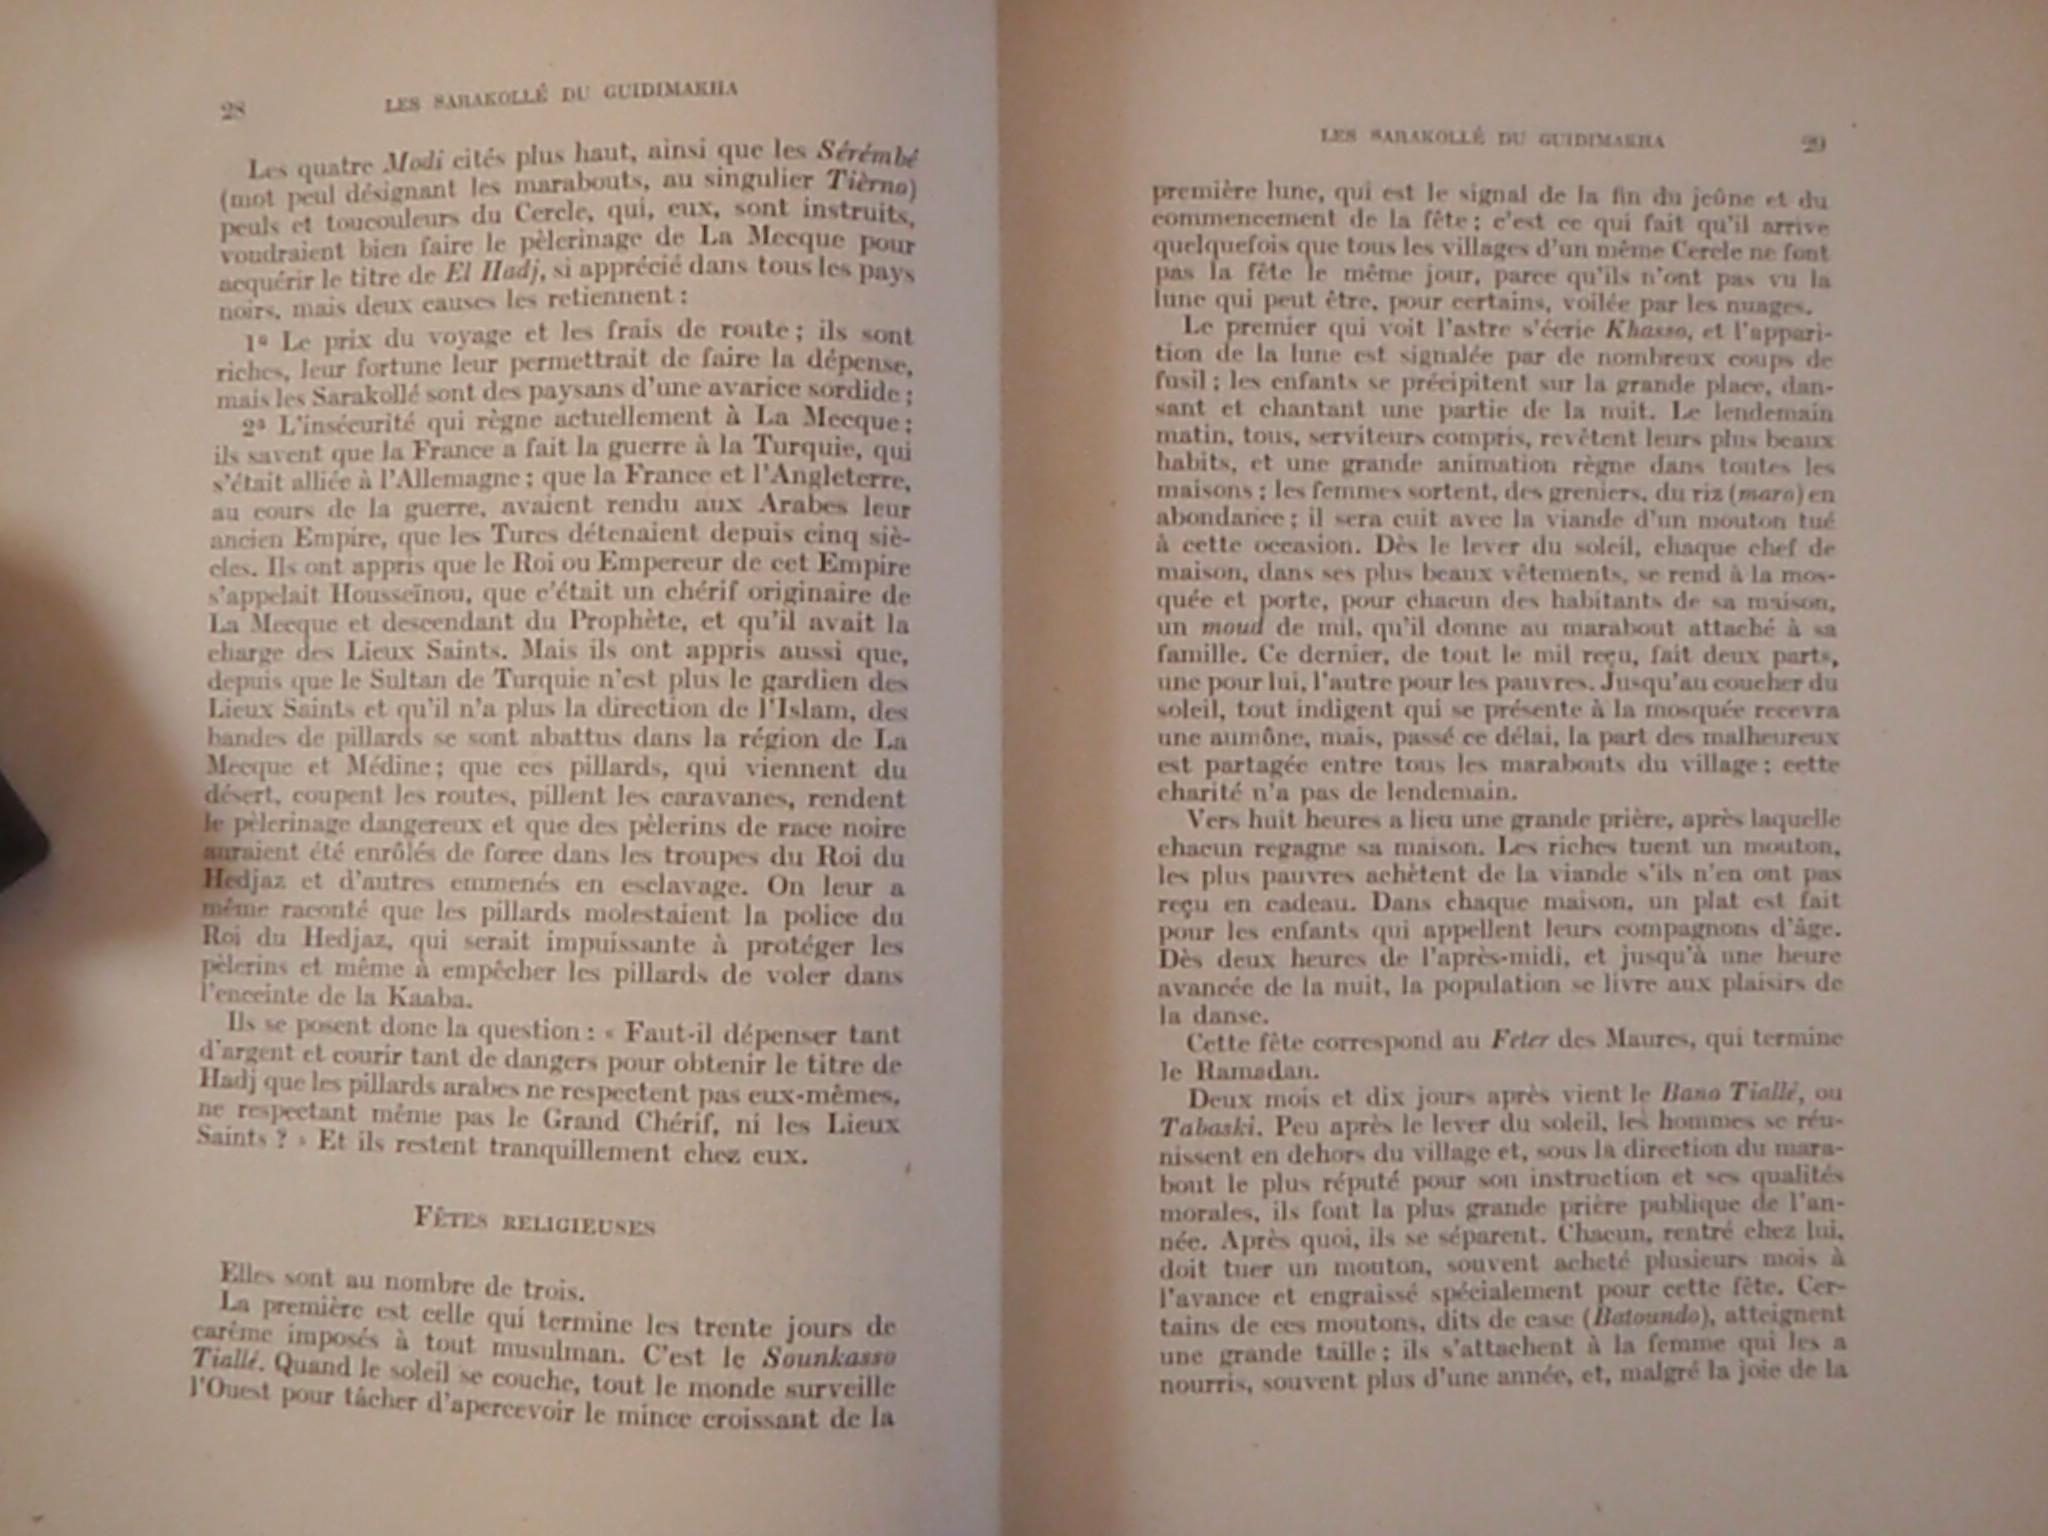 28
LES SARAKOLLÉ DU GUIDIMAKHA
Les quatre Modi cités plus haut, ainsi que les Sérémbé
(mot peul désignant les marabouts, au singulier Tièrno)
peuls et toucouleurs du Cercle, qui, eux, sont instruits,
voudraient bien faire le pèlerinage de La Mecque pour
acquérir le titre de El Hadj, si apprécié dans tous les pays
noirs, mais deux causes les retiennent :
1º Le prix du voyage et les frais de route ; ils sont
riches, leur fortune leur permettrait de faire la dépense,
mais les Sarakollé sont des paysans d'une avarice sordide ;
2º L'insécurité qui règne actuellement à La Mecque ;
ils savent que la France a fait la guerre à la Turquie, qui
s'était alliée à l'Allemagne ; que la France et l'Angleterre,
au cours de la guerre, avaient rendu aux Arabes leur
ancien Empire, que les Turcs détenaient depuis cinq siè-
cles. Ils ont appris que le Roi ou Empereur de cet Empire
s'appelait Housseïnou, que c'était un chérif originaire de
La Mecque et descendant du Prophète, et qu'il avait la
charge des Lieux Saints. Mais ils ont appris aussi que,
depuis que le Sultan de Turquie n'est plus le gardien des
Lieux Saints et qu'il n'a plus la direction de l'Islam, des
bandes de pillards se sont abattus dans la région de La
Mecque et Médine ; que ces pillards, qui viennent du
désert, coupent les routes, pillent les caravanes, rendent
le pèlerinage dangereux et que des pèlerins de race noire
auraient été enrôlés de force dans les troupes du Roi du
Hedjaz et d'autres emmenés en esclavage. On leur a
même raconté que les pillards molestaient la police du
Roi du Hedjaz, qui serait impuissante à protéger les
pèlerins et même à empêcher les pillards de voler dans
l'enceinte de la Kaaba.
Ils se posent donc la question : « Faut-il dépenser tant
d'argent et courir tant de dangers pour obtenir le titre de
Hadj que les pillards arabes ne respectent pas eux-mêmes,
ne respectant même pas le Grand Chérif, ni les Lieux
Saints ? » Et ils restent tranquillement chez eux.
FÊTES RELIGIEUSES
Elles sont au nombre de trois.
La première est celle qui termine les trente jours de
carême imposés à tout musulman. C'est le Sounkasso
Tiallé. Quand le soleil se couche, tout le monde surveille
l'Ouest pour tâcher d'apercevoir le mince croissant de la
LES SARAKOLLÉ DU GUIDIMAKHA
29
première lune, qui est le signal de la fin du jeûne et du
commencement de la fête ; c'est ce qui fait qu'il arrive
quelquefois que tous les villages d'un même Cercle ne font
pas la fête le même jour, parce qu'ils n'ont pas vu la
lune qui peut être, pour certains, voilée par les nuages.
Le premier qui voit l'astre s'écrie Khasso, et l'appari-
tion de la lune est signalée par de nombreux coups de
fusil ; les enfants se précipitent sur la grande place, dan-
sant et chantant une partie de la nuit. Le lendemain
matin, tous, serviteurs compris, revêtent leurs plus beaux
habits, et une grande animation règne dans toutes les
maisons ; les femmes sortent, des greniers, du riz (maro) en
abondance ; il sera cuit avec la viande d'un mouton tué
à cette occasion. Dès le lever du soleil, chaque chef de
maison, dans ses plus beaux vêtements, se rend à la mos-
quée et porte, pour chacun des habitants de sa maison,
un moud de mil, qu'il donne au marabout attaché à sa
famille. Ce dernier, de tout le mil reçu, fait deux parts,
une pour lui, l'autre pour les pauvres. Jusqu'au coucher du
soleil, tout indigent qui se présente à la mosquée recevra
une aumône, mais, passé ce délai, la part des malheureux
est partagée entre tous les marabouts du village ; cette
charité n'a pas de lendemain.
Vers huit heures a lieu une grande prière, après laquelle
chacun regagne sa maison. Les riches tuent un mouton,
les plus pauvres achètent de la viande s'ils n'en ont pas
reçu en cadeau. Dans chaque maison, un plat est fait
pour les enfants qui appellent leurs compagnons d'âge.
Dès deux heures de l'après-midi, et jusqu'à une heure
avancée de la nuit, la population se livre aux plaisirs de
la danse.
Cette fête correspond au Feter des Maures, qui termine
le Ramadan.
Deux mois et dix jours après vient le Bana Tiallé, ou
Tabaski. Peu après le lever du soleil, les hommes se réu-
nissent en dehors du village et, sous la direction du mara-
bout le plus réputé pour son instruction et ses qualités
morales, ils font la plus grande prière publique de l'an-
née. Après quoi, ils se séparent. Chacun, rentré chez lui,
doit tuer un mouton, souvent acheté plusieurs mois à
l'avance et engraissé spécialement pour cette fête. Cer-
tains de ces moutons, dits de case (Batoundo), atteignent
une grande taille ; ils s'attachent à la femme qui les a
nourris, souvent plus d'une année, et, malgré la joie de la